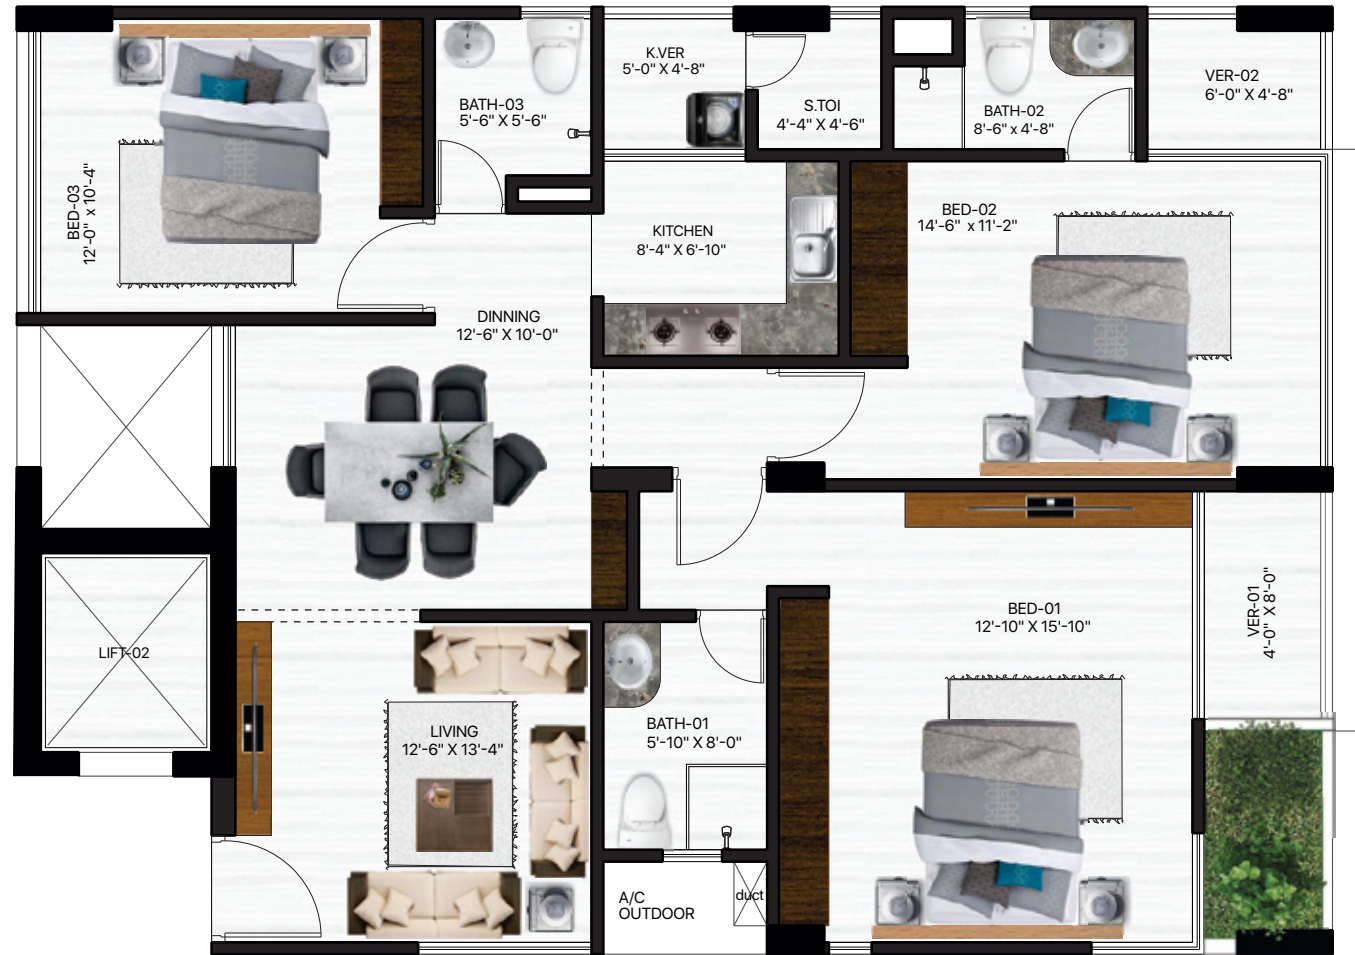 K.VER
5'-0" X 4'-8"
S.TOI
4'-4" X 4'-6"
BATH-03
5'-6" X 5'-6"
BATH-02
8'-6" x 4'-8"
VER-02
6'-0" X 4'-8"
BED-03
12'-0" x 10'-4"
KITCHEN
8'-4" X 6'-10"
BED-02
14'-6" x 11'-2"
DINNING
12'-6" X 10'-0"
BED-01
12'-10" X 15'-10"
VER-01
4'-0" X 8'-0"
LIFT-02
LIVING
12'-6" X 13'-4"
BATH-01
5'-10" X 8'-0"
A/C
OUTDOOR
duct